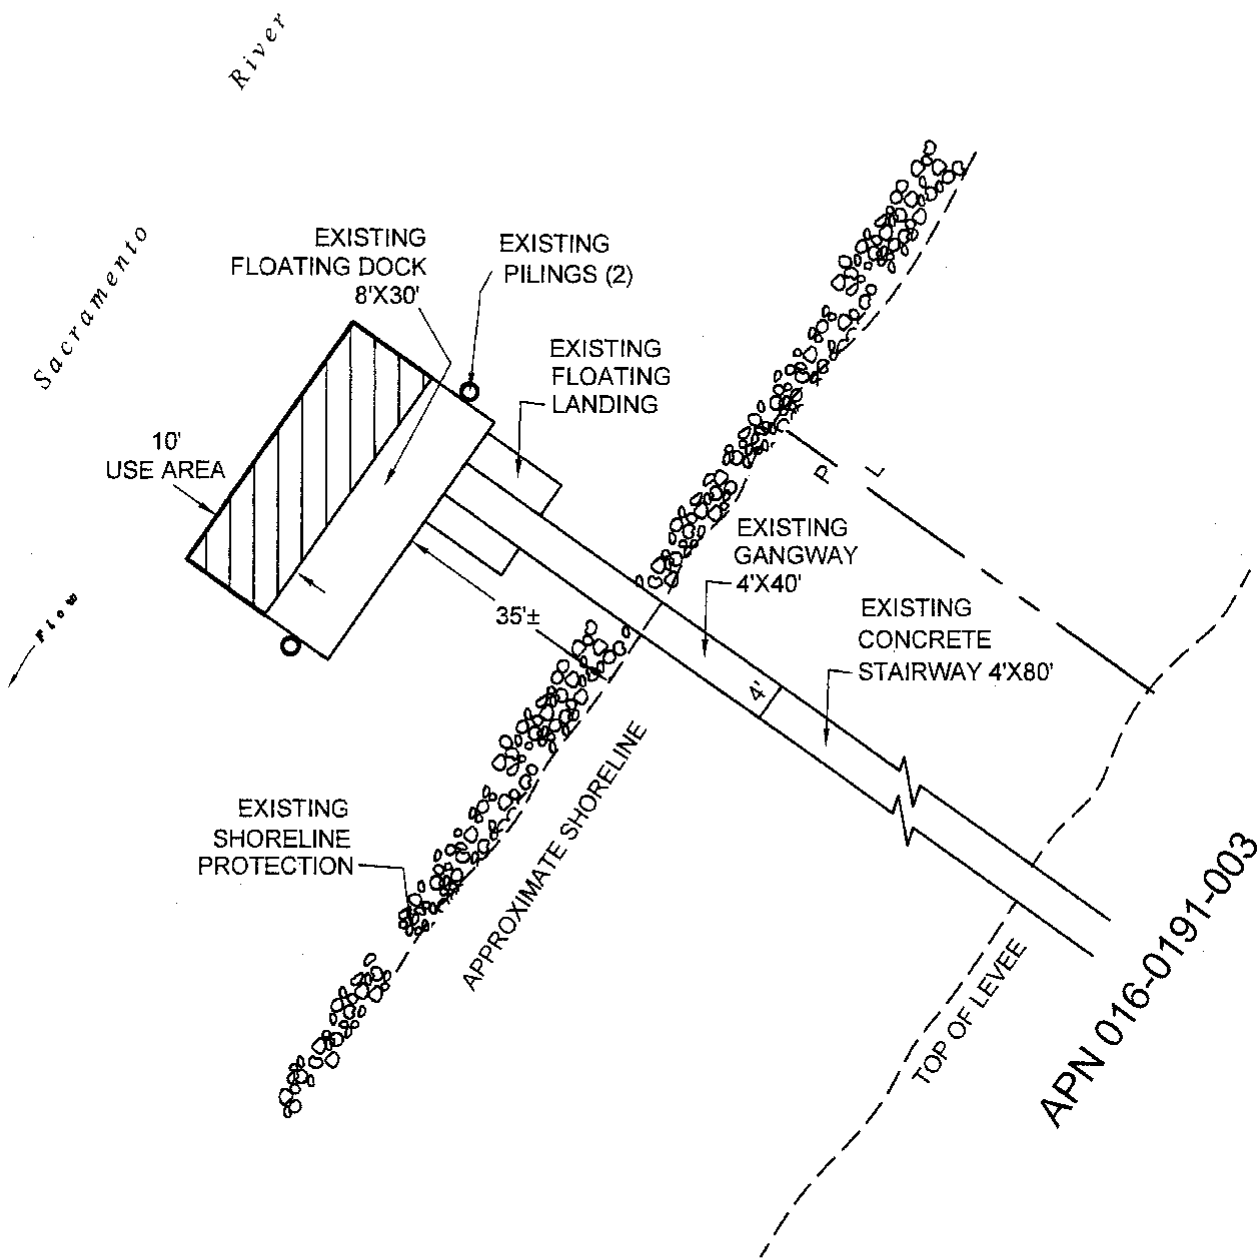 Sacramento River
EXISTING
FLOATING DOCK
8'X30'
EXISTING
PILINGS (2)
EXISTING
FLOATING
LANDING
10'
USE AREA
P L
EXISTING
GANGWAY
4'X40'
35'±
Flow
EXISTING
CONCRETE
STAIRWAY 4'X80'
4'
EXISTING
SHORELINE
PROTECTION
APPROXIMATE SHORELINE
TOP OF LEVEE
APN 016-0191-003